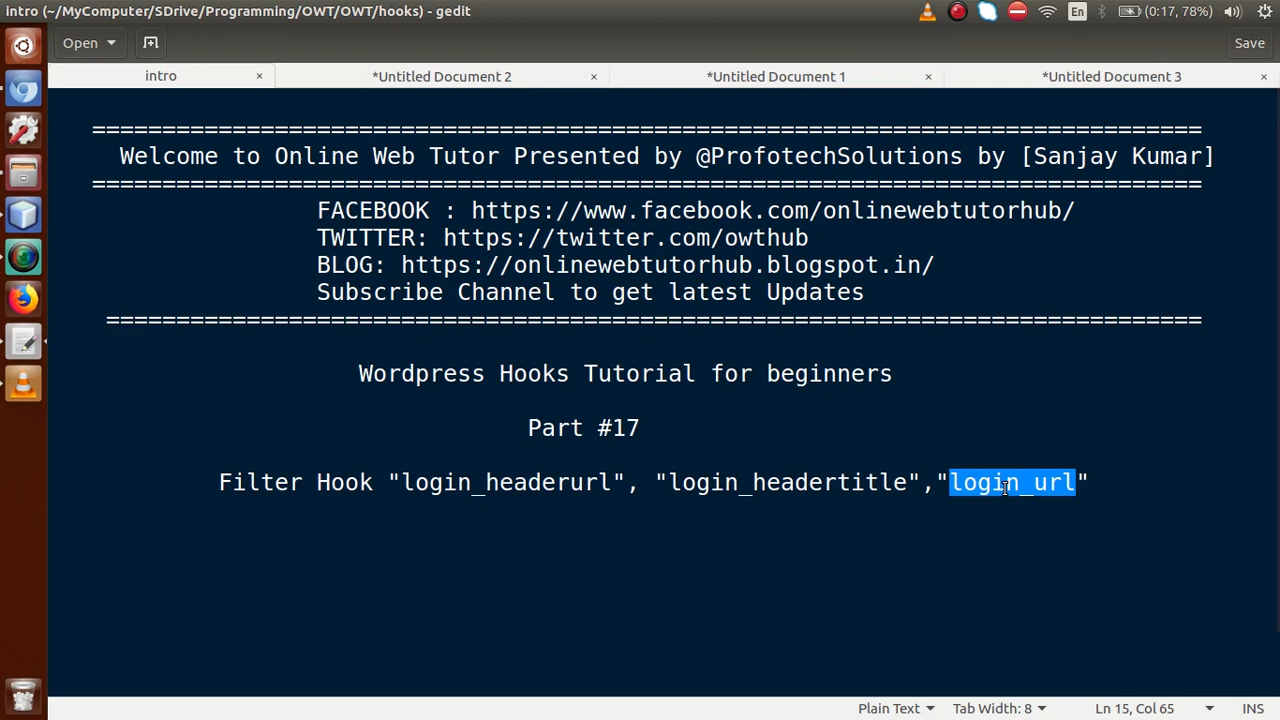 intro (~/MyComputer/SDrive/Programming/OWT/OWT/hooks) - gedit
En
(0:17, 78%)
Open
Save
intro
*Untitled Document 2
*Untitled Document 1
*Untitled Document 3
===============================================================================
Welcome to Online Web Tutor Presented by @ProfotechSolutions by [Sanjay Kumar]
===============================================================================
FACEBOOK : https://www.facebook.com/onlinewebtutorhub/
TWITTER: https://twitter.com/owthub
BLOG: https://onlinewebtutorhub.blogspot.in/
Subscribe Channel to get latest Updates
==============================================================================
Wordpress Hooks Tutorial for beginners
Part #17
Filter Hook "login_headerurl", "login_headertitle","login_url"
Plain Text
Tab Width: 8
Ln 15, Col 65
INS